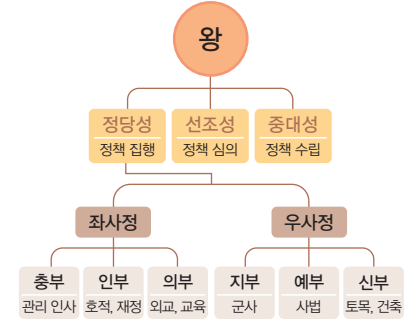 왕
정당성 선조성 중대성
정책 집행 정책 심의 정책 수립
좌사정 우사정
충부 인부 의부 지부 예부 신부
관리 인사 호적, 재정 외교, 교육 군사 사법 토목, 건축